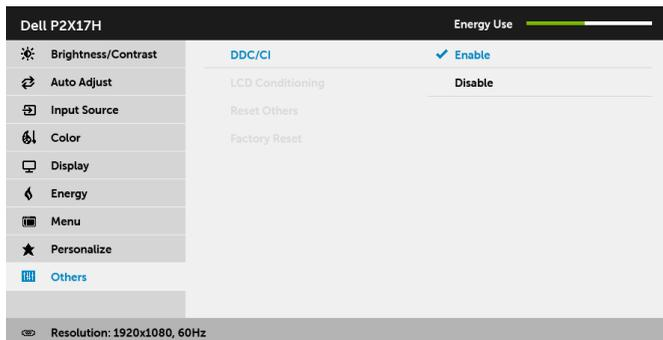 Dell P2X17H Energy Use
Brightness/Contrast DDC/CI Enable
Auto Adjust LCD Conditioning Disable
Input Source Reset Others
Color Factory Reset
Display
Energy
Menu
Personalize
Others
Resolution: 1920x1080, 60Hz